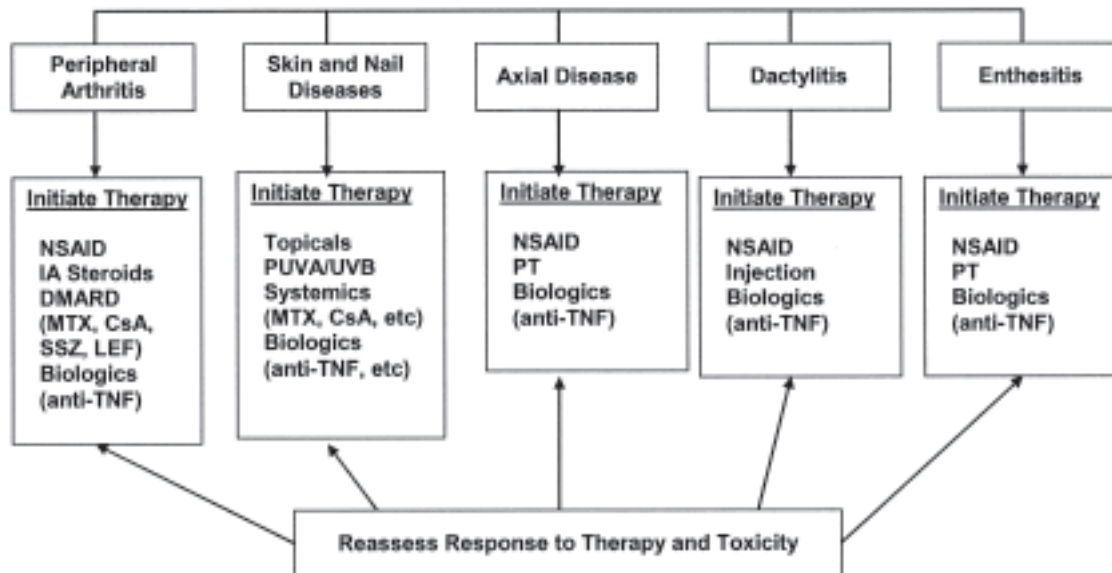 Peripheral
Arthritis
Skin and Nail
Diseases
Axial Disease
Dactylitis
Enthesitis
Initiate Therapy
NSAID
IA Steroids
DMARD
(MTX, CsA,
SSZ, LEF)
Biologics
(anti-TNF)
Initiate Therapy
Topicals
PUVA/UVB
Systemics
(MTX, CsA, etc)
Biologics
(anti-TNF, etc)
Initiate Therapy
NSAID
PT
Biologics
(anti-TNF)
Initiate Therapy
NSAID
Injection
Biologics
(anti-TNF)
Initiate Therapy
NSAID
PT
Biologics
(anti-TNF)
Reassess Response to Therapy and Toxicity